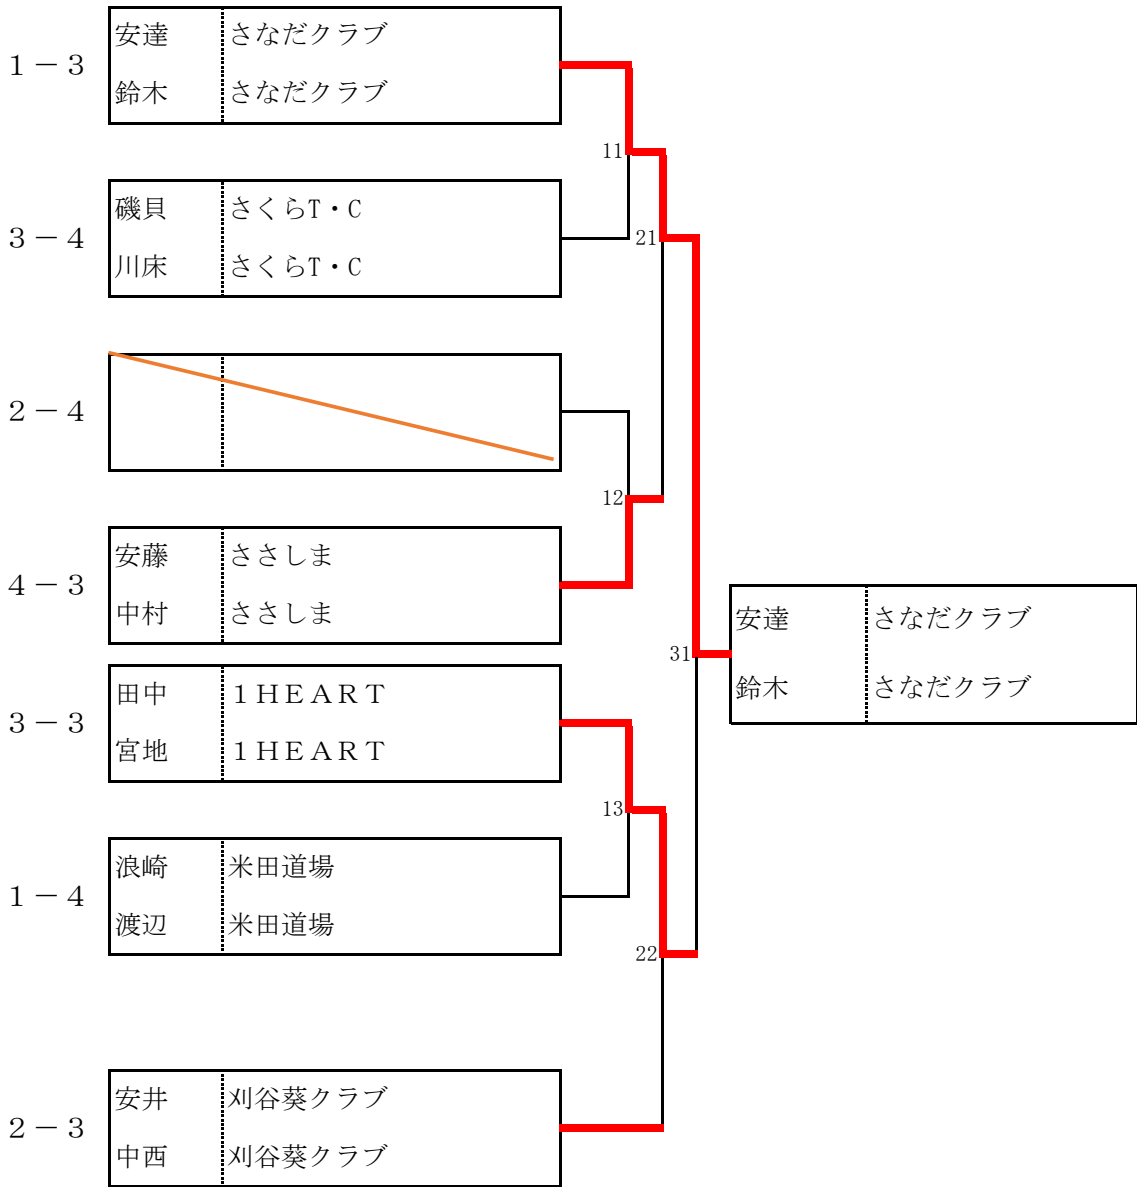 1－3
安達 さなだクラブ
鈴木 さなだクラブ
11
3－4
磯貝 さくらT・C
川床 さくらT・C
21
2－4
12
4－3
安藤 ささしま
中村 ささしま
31
安達 さなだクラブ
鈴木 さなだクラブ
3－3
田中 １ＨＥＡＲＴ
宮地 １ＨＥＡＲＴ
13
1－4
浪崎 米田道場
渡辺 米田道場
22
2－3
安井 刈谷葵クラブ
中西 刈谷葵クラブ